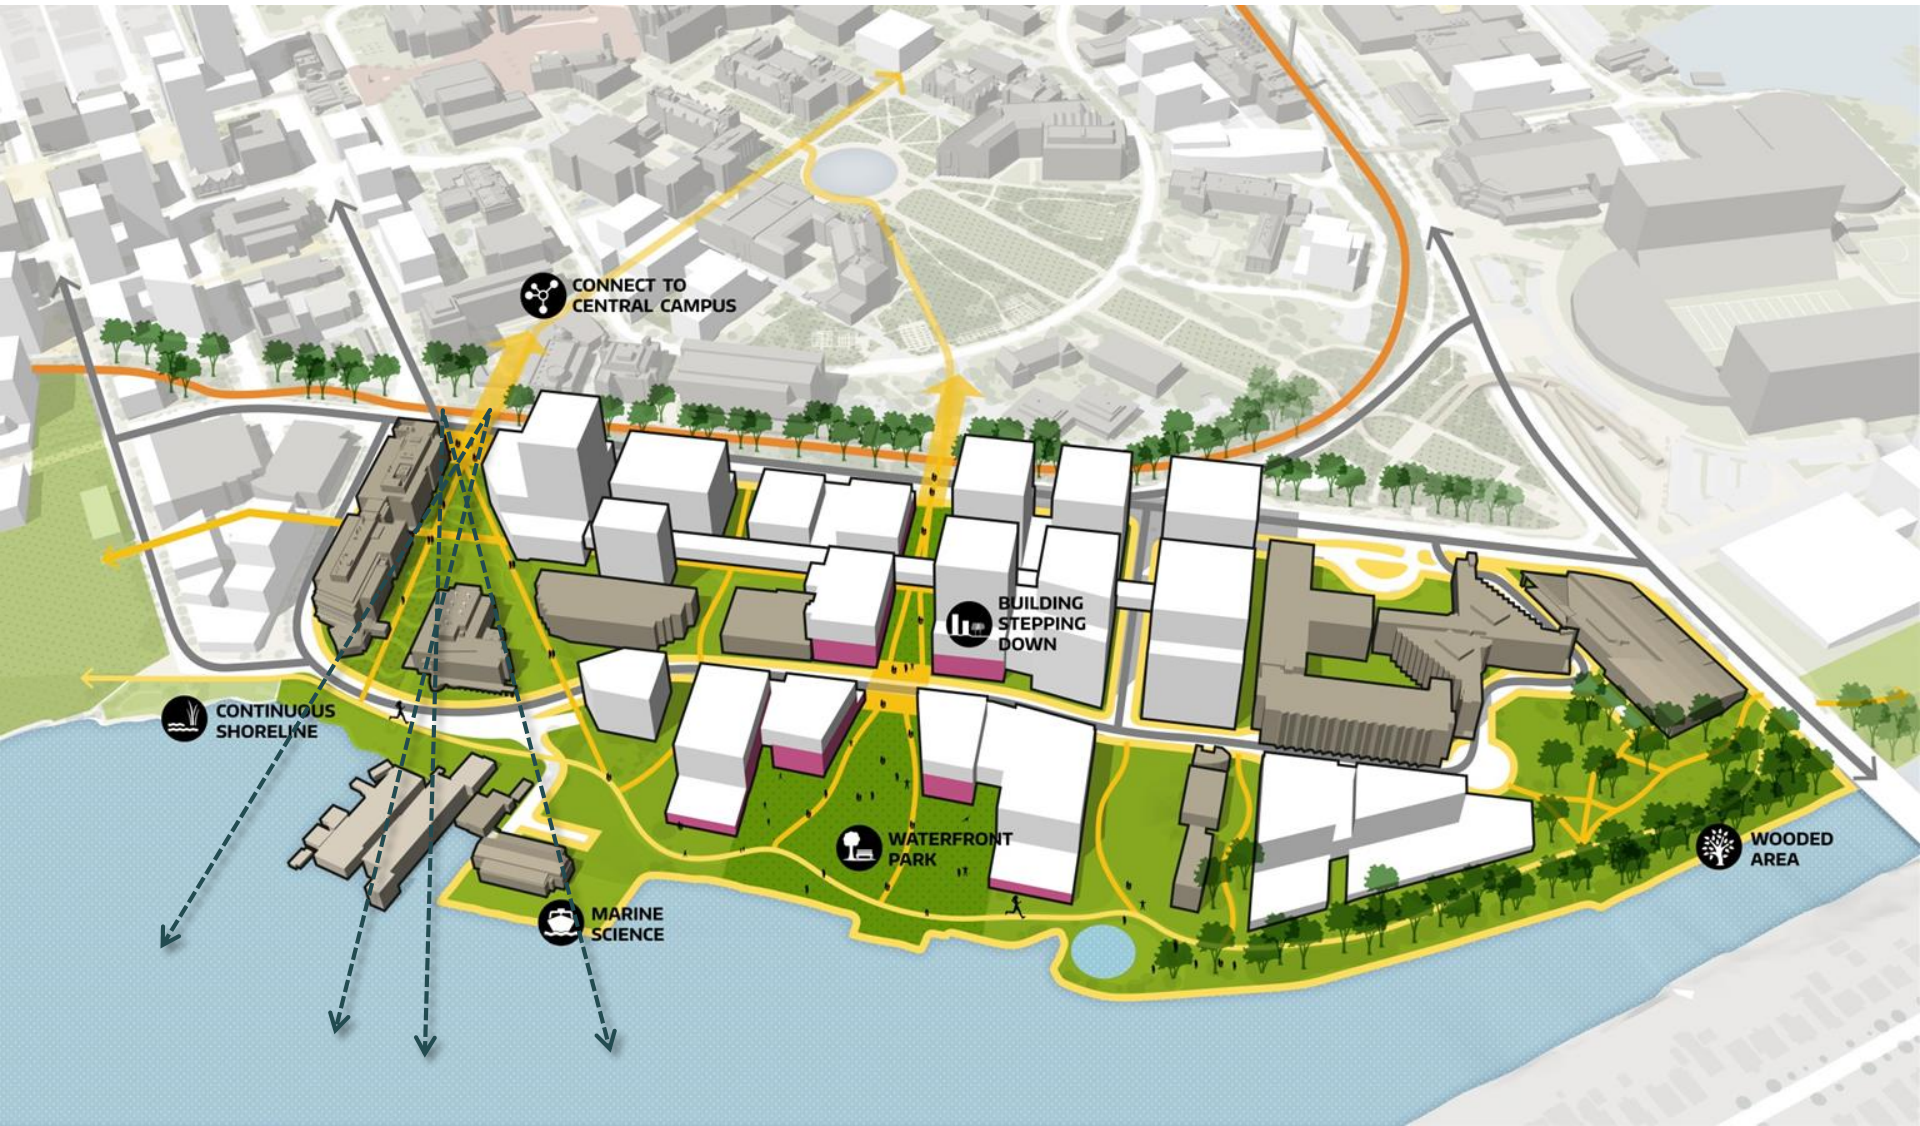 CONNECT TO
CENTRAL CAMPUS
BUILDING
STEPPING
DOWN
CONTINUOUS
SHORELINE
WATERFRONT
PARK
WOODED
AREA
MARINE
SCIENCE